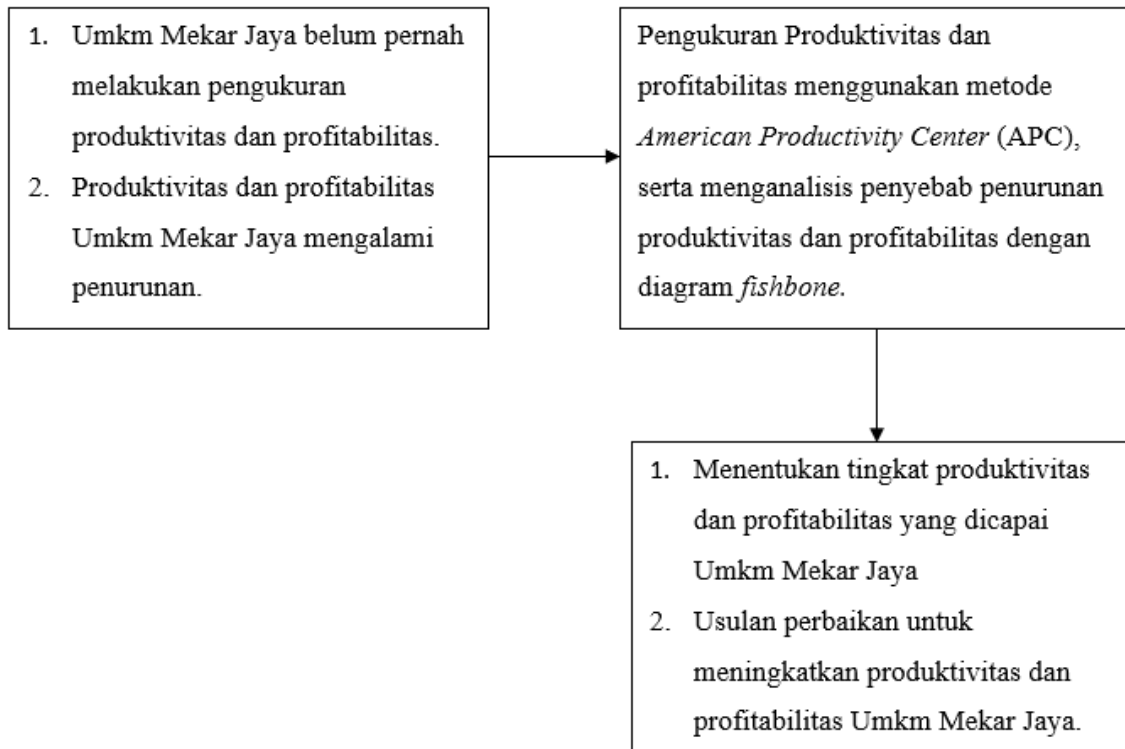 1. Umkm Mekar Jaya belum pernah
melakukan pengukuran
produktivitas dan profitabilitas.
2. Produktivitas dan profitabilitas
Umkm Mekar Jaya mengalami
penurunan.
Pengukuran Produktivitas dan
profitabilitas menggunakan metode
American Productivity Center (APC),
serta menganalisis penyebab penurunan
produktivitas dan profitabilitas dengan
diagram fishbone.
1. Menentukan tingkat produktivitas
dan profitabilitas yang dicapai
Umkm Mekar Jaya
2. Usulan perbaikan untuk
meningkatkan produktivitas dan
profitabilitas Umkm Mekar Jaya.